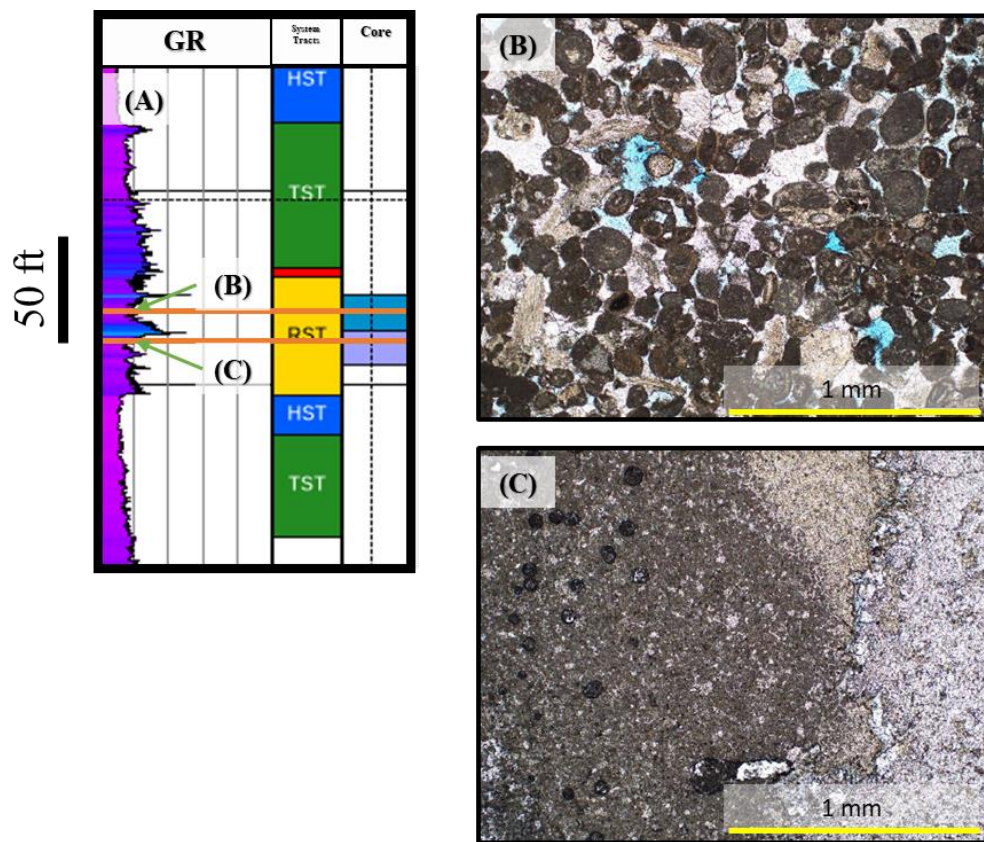 GR
System
Tracts
Core
HST
(A)
TST
50 ft
(B)
RST
(C)
HST
TST
(B)
1 mm
(C)
1 mm